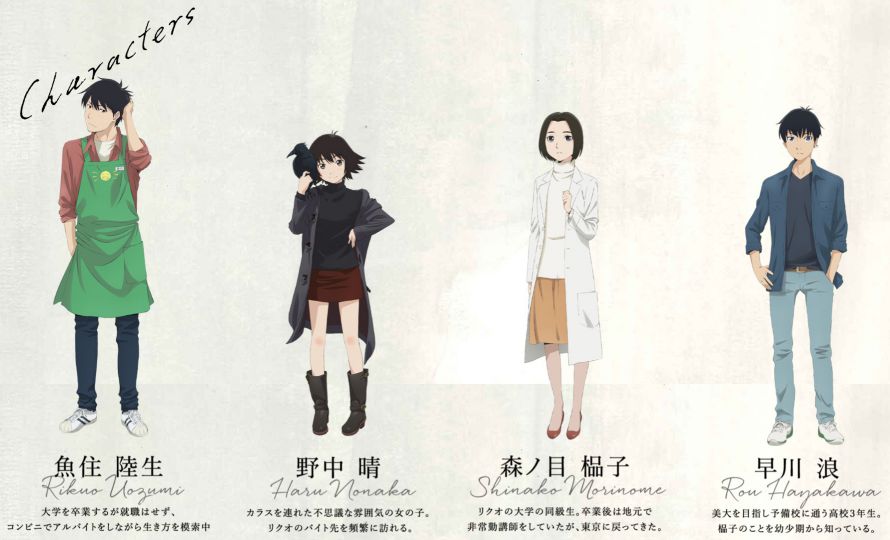 Characters
魚住 陸生
Rikuo Uozumi
大学を卒業するが就職はせず、
コンビニでアルバイトをしながら生き方を模索中
野中 晴
Haru Nonaka
カラスを連れた不思議な雰囲気の女の子。
リクオのバイト先を頻繁に訪れる。
森ノ目 榀子
Shinako Morinome
リクオの大学の同級生。卒業後は地元で
非常勤講師をしていたが、東京に戻ってきた。
早川 浪
Rou Hayakawa
美大を目指し予備校に通う高校3年生。
榀子のことを幼少期から知っている。